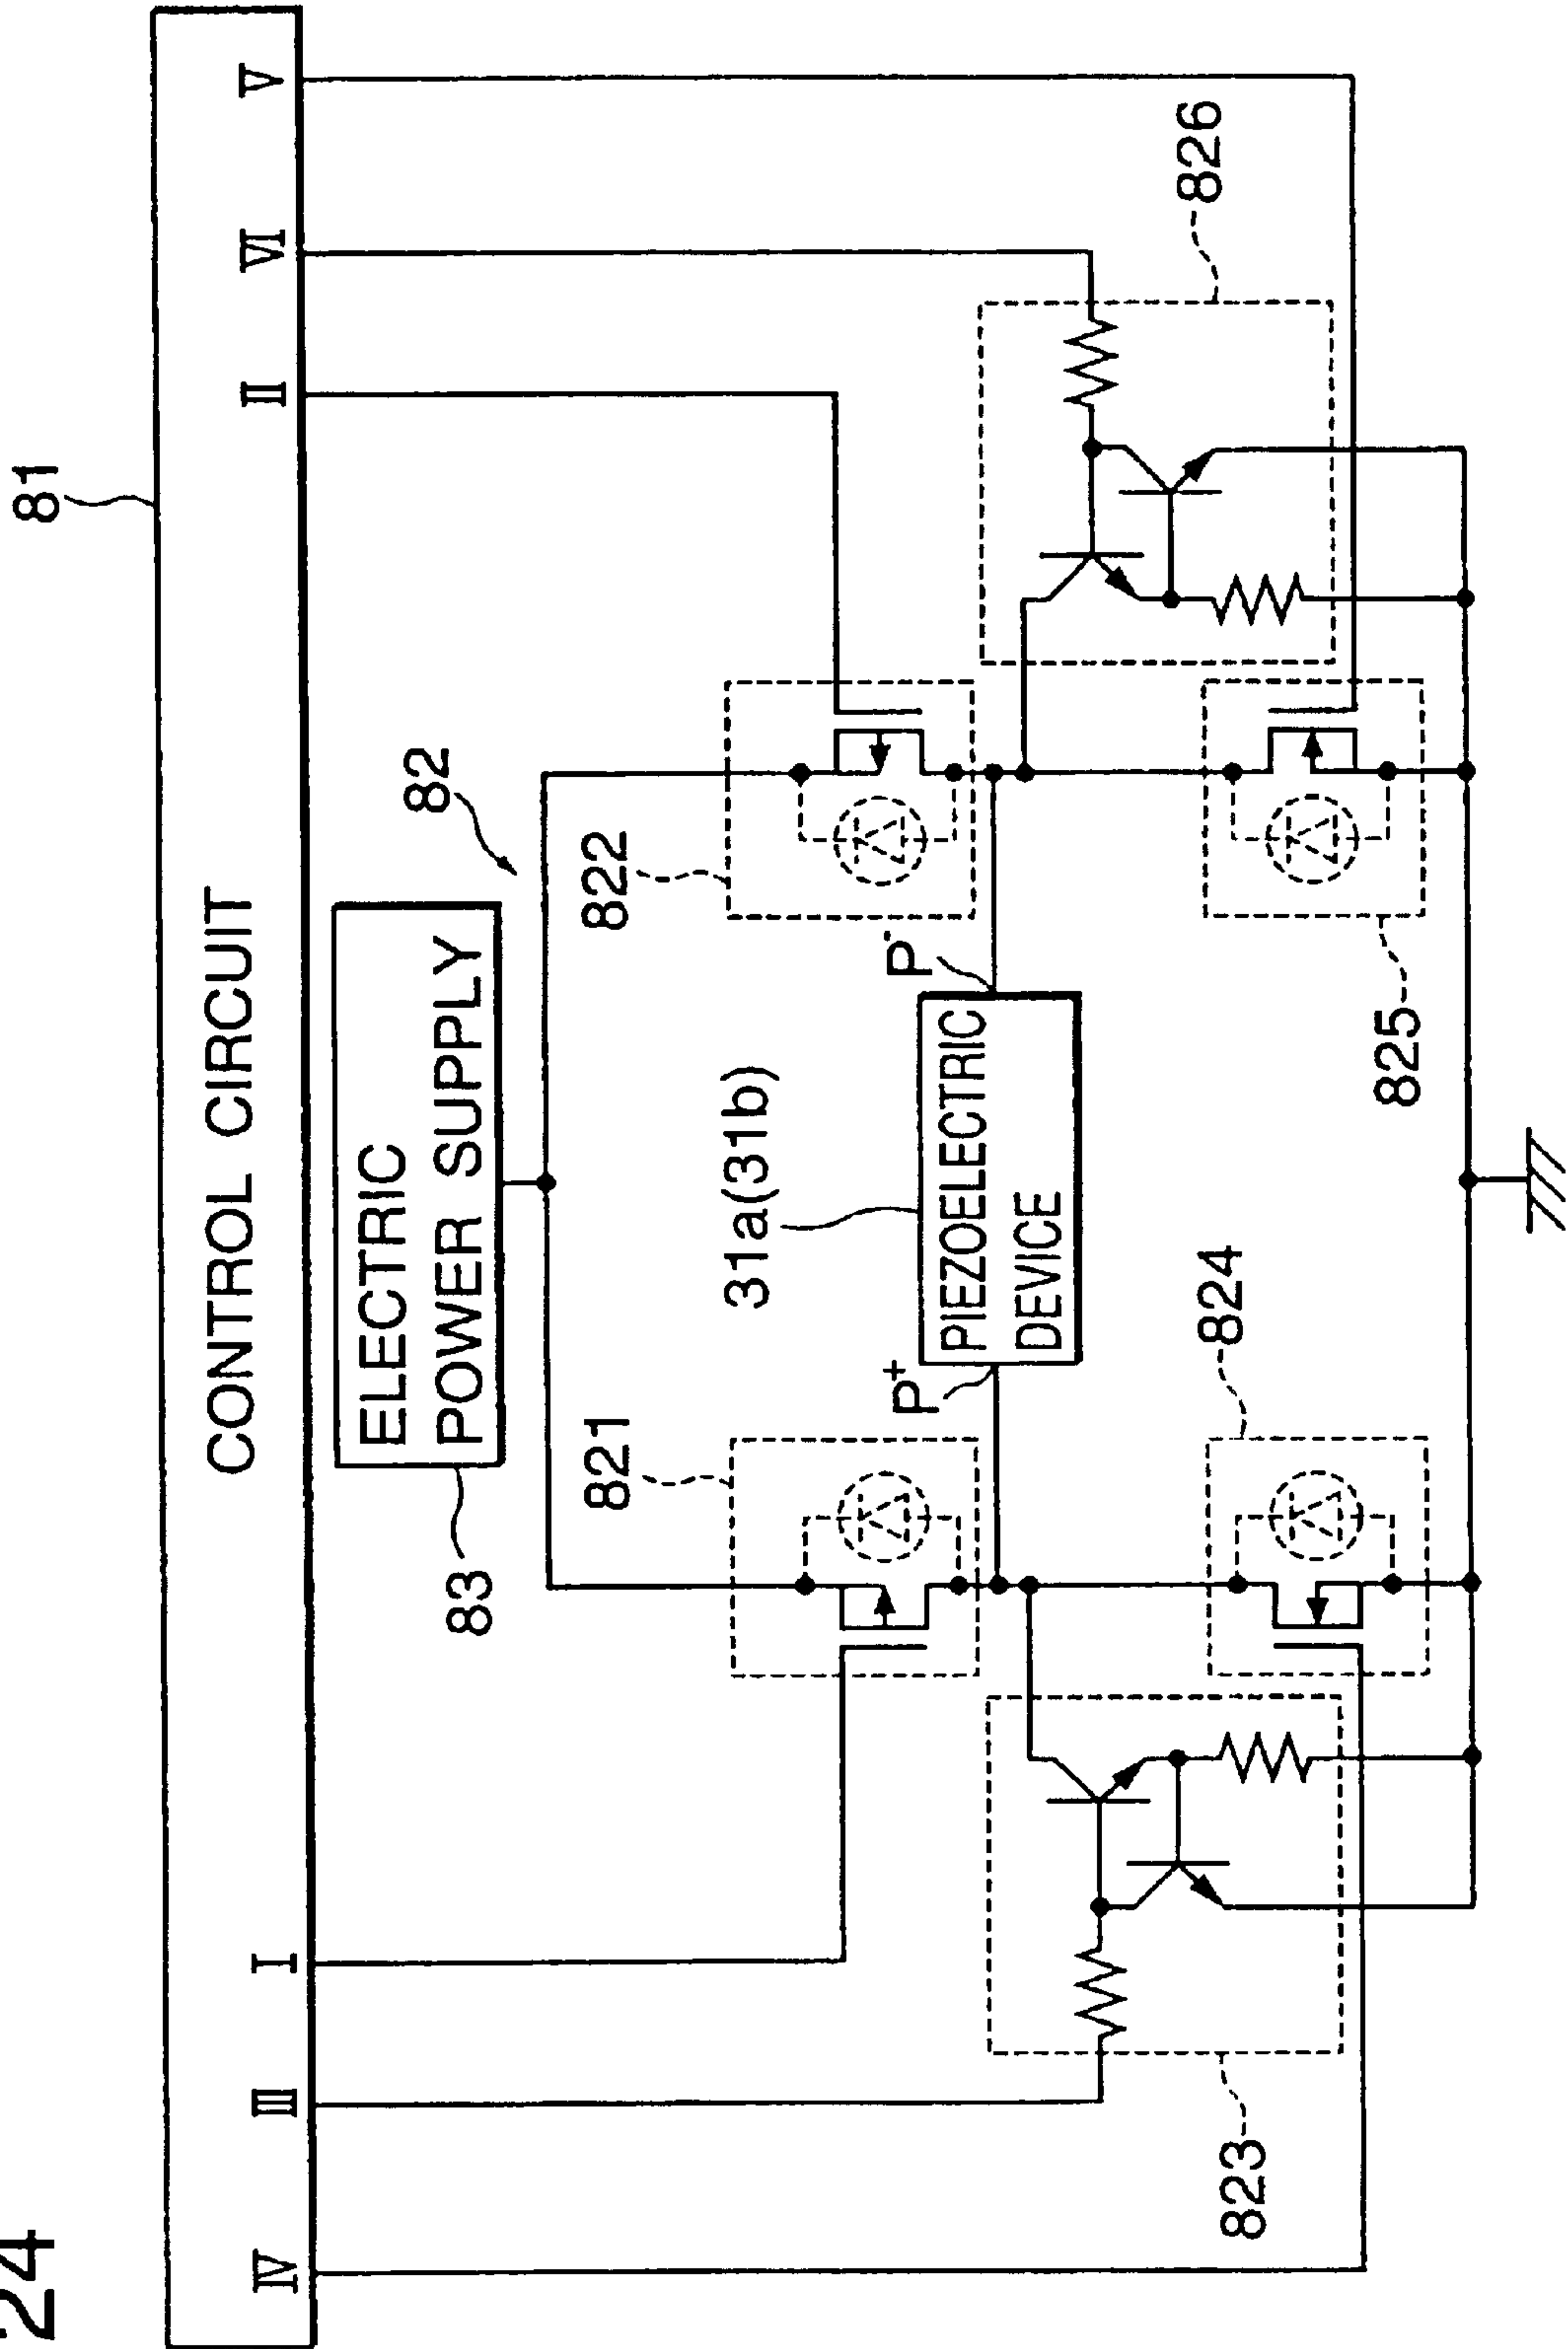 24
81
CONTROL CIRCUIT
IV
III
I
II
VI
V
83
ELECTRIC
POWER SUPPLY
82
821
822
31a(31b)
P+
PIEZOELECTRIC
DEVICE
P-
823
824
825
826